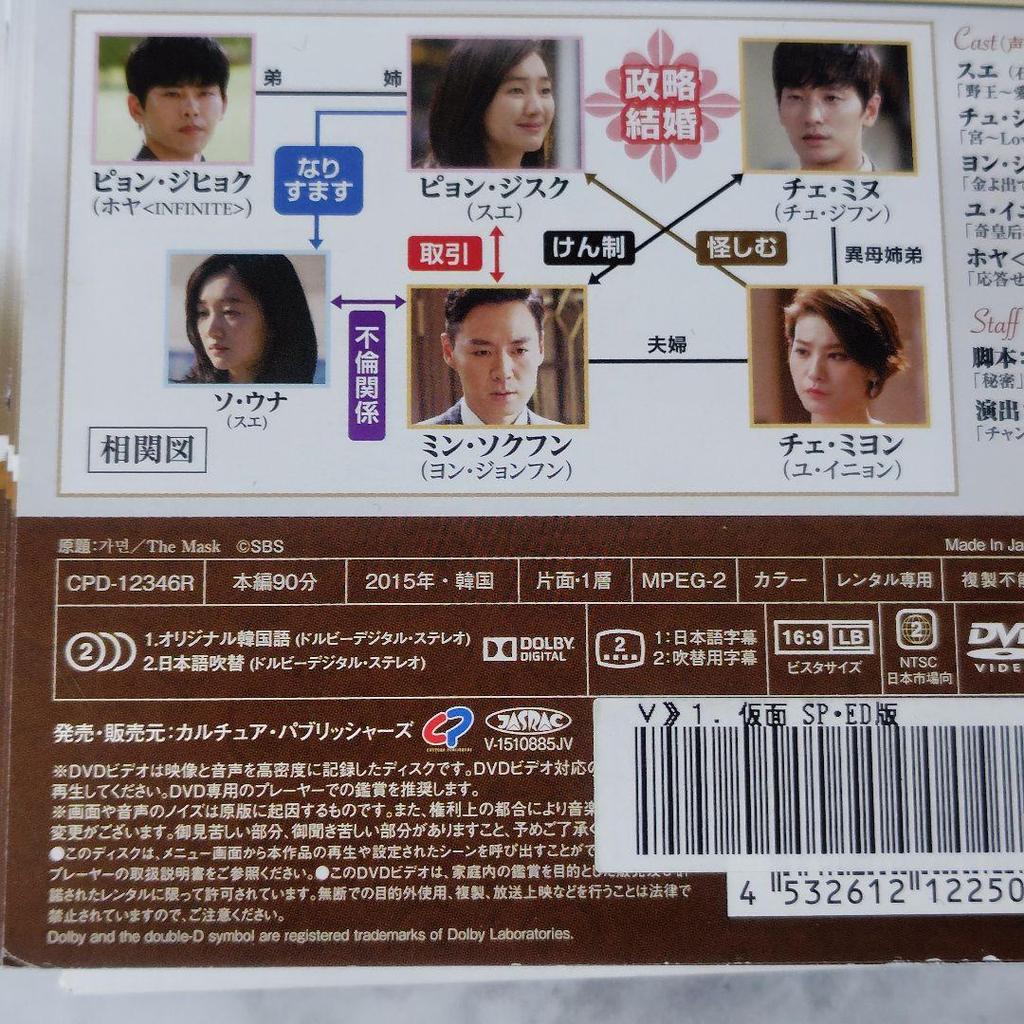 Cast(声
弟 姉
政略
結婚
スエ
「野王~愛
なり
すます
ピョン・ジヒョク
(ホヤ<INFINITE>)
ピョン・ジスク
(スエ)
チェ・ミヌ
(チュ・ジフン)
チュ・ジ
「宮~Lov
ヨン・ジ
「金よ出て
ユ・イニ
「奇皇后
ホヤ<
「応答せ
取引
けん制
怪しむ
異母姉弟
不倫関係
夫婦
Staff
脚本:
「秘密」
演出
「チャン
ソ・ウナ
(スエ)
ミン・ソクフン
(ヨン・ジョンフン)
チェ・ミヨン
(ユ・イニョン)
相関図
原題:가면/The Mask ©SBS
Made In Ja
CPD-12346R 本編90分 2015年・韓国 片面・1層 MPEG-2 カラー レンタル専用 複製不能
2 1.オリジナル韓国語 (ドルビーデジタル・ステレオ)
2.日本語吹替 (ドルビーデジタル・ステレオ)
DOLBY
DIGITAL
2 1:日本語字幕
2:吹替用字幕
16:9 LB
ビスタサイズ
2
NTSC
日本市場向
DVD
VIDE
発売・販売元:カルチュア・パブリッシャーズ
JASRAC
V-1510885JV
V》1. 仮面 SP・ED版
※DVDビデオは映像と音声を高密度に記録したディスクです。DVDビデオ対応の
再生してください。DVD専用のプレーヤーでの鑑賞を推奨します。
※画面や音声のノイズは原版に起因するものです。また、権利上の都合により音楽
変更がございます。御見苦しい部分、御聞き苦しい部分がありますこと、予めご了承く
●このディスクは、メニュー画面から本作品の再生や設定されたシーンを呼び出すことがで
プレーヤーの取扱説明書をご参照ください。●このDVDビデオは、家庭内の鑑賞を目的と
諾されたレンタルに限って許可されています。無断での目的外使用、複製、放送上映などを行うことは法律で
禁止されていますので、ご注意ください。
Dolby and the double-D symbol are registered trademarks of Dolby Laboratories.
4 532612 12250